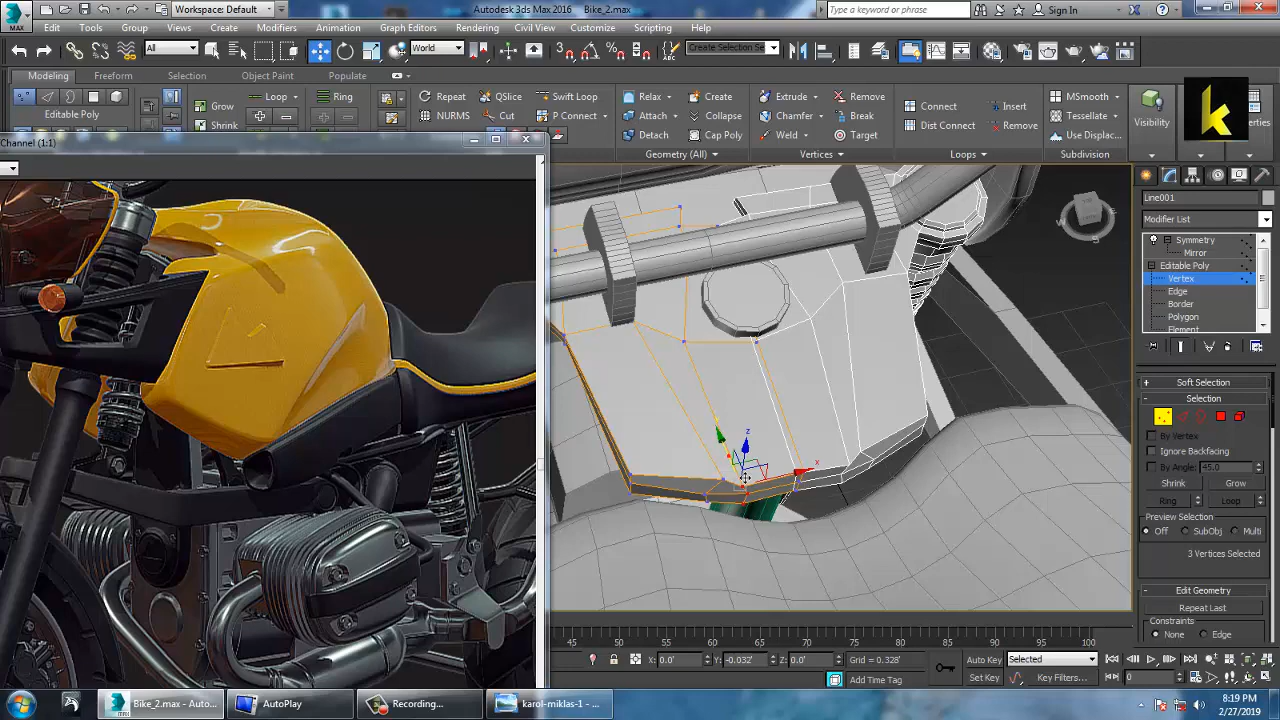 Workspace: Default
Autodesk 3ds Max 2016 Bike_2.max
Type a keyword or phrase
Sign In
MAX
Edit Tools Group Views Create Modifiers Animation Graph Editors Rendering Civil View Customize Scripting Help
All
World
Create Selection Se
Modeling Freeform Selection Object Paint Populate
Editable Poly
Grow Loop Ring
Shrink
Repeat QSlice Swift Loop
NURMS Cut Connect
Relax Create
Attach Collapse
Detach Cap Poly
Geometry (All)
Extrude Remove
Chamfer Break
Weld Target
Vertices
Connect Insert
Dist Connect Remove
Loops
MSmooth
Tessellate
Use Displac...
Subdivision
Visibility
k
Channel (1:1)
Line001
Modifier List
Symmetry
Mirror
Editable Poly
Vertex
Edge
Border
Polygon
Element
Soft Selection
Selection
By Vertex
Ignore Backfacing
By Angle: 45.0
Shrink Grow
Ring Loop
Preview Selection
Off SubObj Multi
3 Vertices Selected
Edit Geometry
Repeat Last
Constraints
None Edge
z
x
45 50 55 60 65 70 75 80 85 90 95 100
X: 0.0' Y: -0.032' Z: 0.0' Grid = 0.328'
Add Time Tag
Auto Key Selected
Set Key Key Filters...
0
Bike_2.max - Auto...
AutoPlay
Recording...
karol-miklas-1 - ...
8:19 PM
2/27/2019